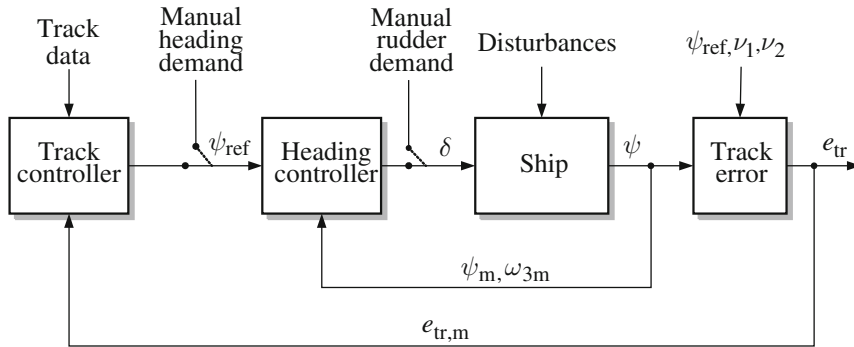 Track
data
Manual
heading
demand
Manual
rudder
demand
Disturbances
ψref, ν1, ν2
Track
controller
ψref
Heading
controller
δ
Ship
ψ
Track
error
etr
ψm, ω3m
etr,m